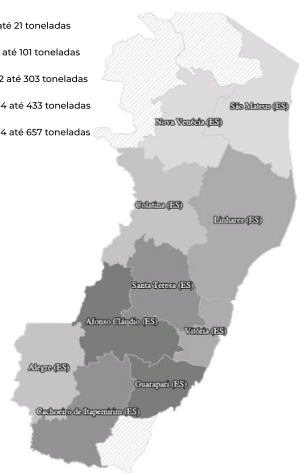 até 21 toneladas
até 101 toneladas
2 até 303 toneladas
4 até 433 toneladas
4 até 657 toneladas
São Mateus (ES)
Nova Venécia (ES)
Colatina (ES)
Linhares (ES)
Santa Teresa (ES)
Afonso Cláudio (ES)
Vitória (ES)
Alegre (ES)
Guarapari (ES)
Cachoeiro de Itapemirim (ES)